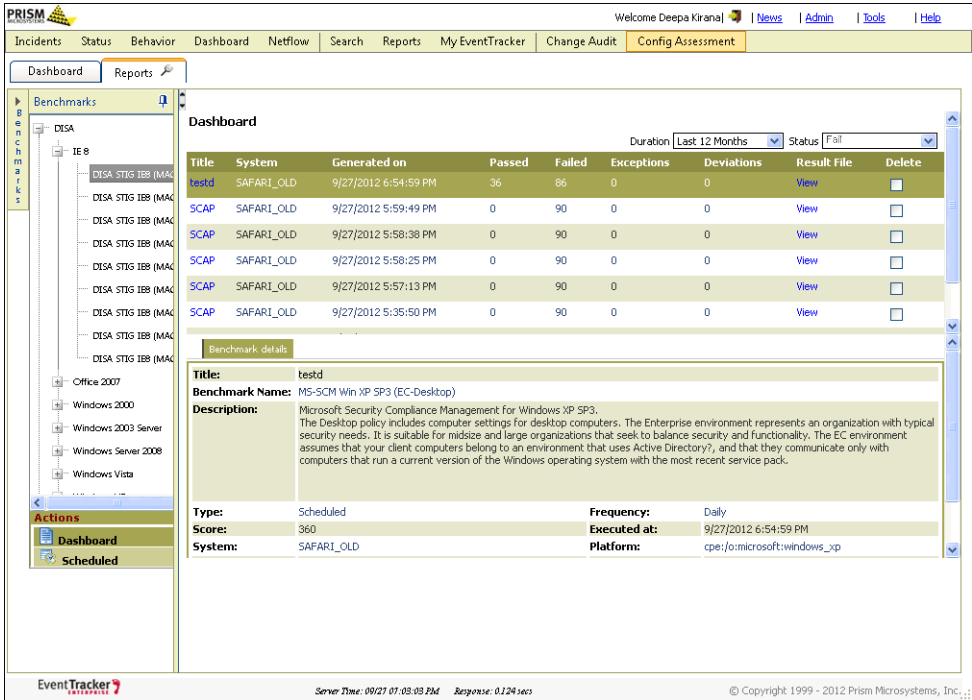 PRISM
MICROSYSTEMS
Welcome Deepa Kirana| | News | Admin | Tools | Help
Incidents Status Behavior Dashboard Netflow Search Reports My EventTracker Change Audit Config Assessment
Dashboard Reports
Benchmarks
Benchmarks
DISA
IE 8
DISA STIG IE8 (MAC
DISA STIG IE8 (MAC
DISA STIG IE8 (MAC
DISA STIG IE8 (MAC
DISA STIG IE8 (MAC
DISA STIG IE8 (MAC
DISA STIG IE8 (MAC
DISA STIG IE8 (MAC
DISA STIG IE8 (MAC
Office 2007
Windows 2000
Windows 2003 Server
Windows Server 2008
Windows Vista
Actions
Dashboard
Scheduled
Dashboard
Duration Last 12 Months Status Fail
Title System Generated on Passed Failed Exceptions Deviations Result File Delete
testd SAFARI_OLD 9/27/2012 6:54:59 PM 36 86 0 0 View
SCAP SAFARI_OLD 9/27/2012 5:59:49 PM 0 90 0 0 View
SCAP SAFARI_OLD 9/27/2012 5:58:38 PM 0 90 0 0 View
SCAP SAFARI_OLD 9/27/2012 5:58:25 PM 0 90 0 0 View
SCAP SAFARI_OLD 9/27/2012 5:57:13 PM 0 90 0 0 View
SCAP SAFARI_OLD 9/27/2012 5:35:50 PM 0 90 0 0 View
Benchmark details
Title: testd
Benchmark Name: MS-SCM Win XP SP3 (EC-Desktop)
Description: Microsoft Security Compliance Management for Windows XP SP3.
The Desktop policy includes computer settings for desktop computers. The Enterprise environment represents an organization with typical
security needs. It is suitable for midsize and large organizations that seek to balance security and functionality. The EC environment
assumes that your client computers belong to an environment that uses Active Directory?, and that they communicate only with
computers that run a current version of the Windows operating system with the most recent service pack.
Type: Scheduled Frequency: Daily
Score: 360 Executed at: 9/27/2012 6:54:59 PM
System: SAFARI_OLD Platform: cpe:/o:microsoft:windows_xp
EventTracker
ENTERPRISE
Server Time: 09/27 07:03:03 PM Response: 0.124 secs
© Copyright 1999 - 2012 Prism Microsystems, Inc.